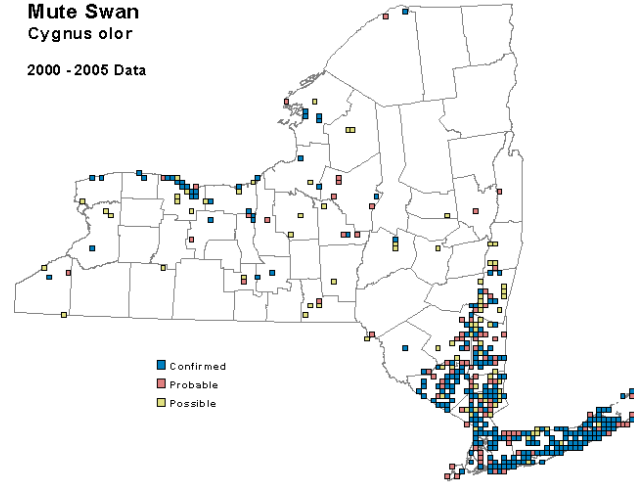 Mute Swan
Cygnus olor
2000 - 2005 Data
Confirmed
Probable
Possible